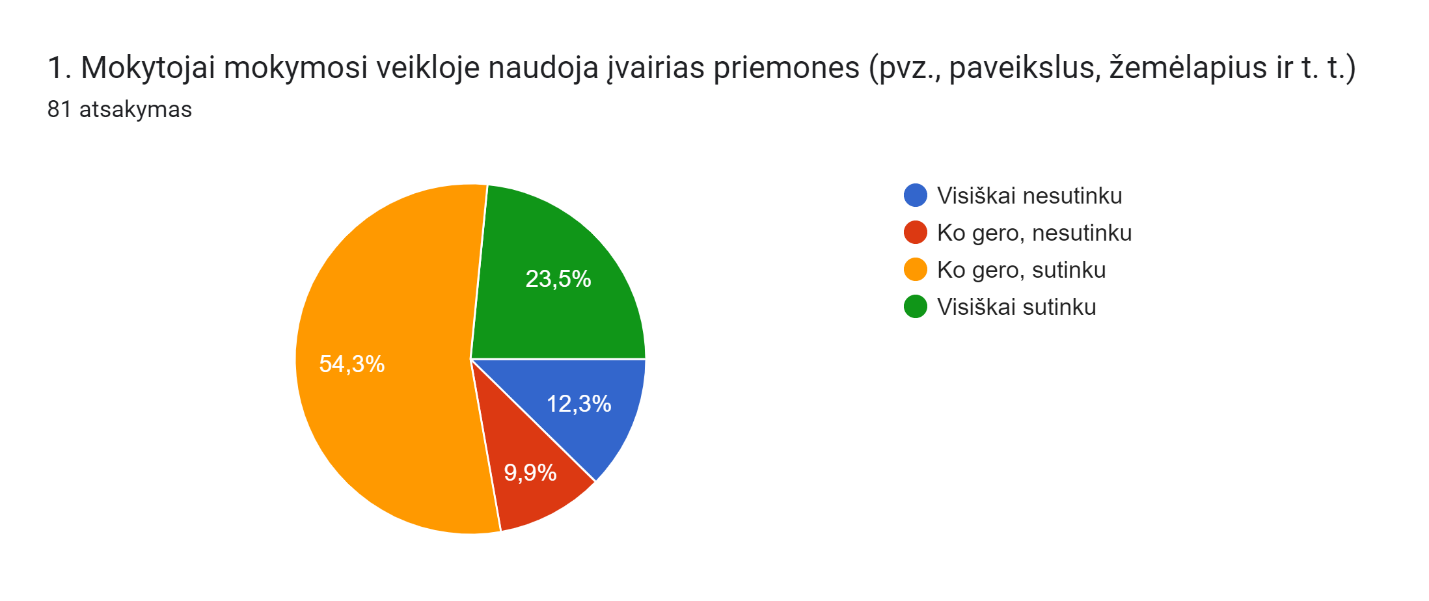 1. Mokytojai mokymosi veikloje naudoja įvairias priemones (pvz., paveikslus, žemėlapius ir t. t.)
81 atsakymas
Visiškai nesutinku
Ko gero, nesutinku
Ko gero, sutinku
Visiškai sutinku
23,5%
54,3%
12,3%
9,9%